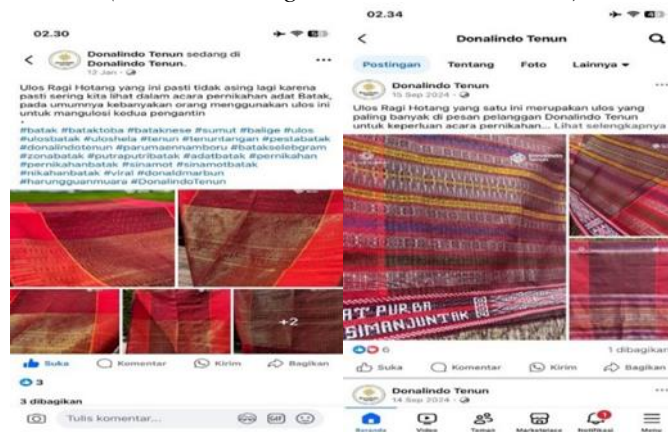 02.30
Donalindo Tenun sedang di
Donalindo Tenun.
12 Jan
Ulos Ragi Hotang yang ini pasti tidak asing lagi karena
pasti sering kita lihat dalam acara pernikahan adat Batak,
pada umumnya kebanyakan orang menggunakan ulos ini
untuk mangulosi kedua pengantin
.
#batak #bataktoba #bataknese #sumut #balige #ulos
#ulosbatak #ulossela #tenun #tenuntangan #pestabatak
#donalindotenun #parumaennamboru #batakselebgram
#zonabatak #putraputribatak #adatbatak #pernikahan
#pernikahanbatak #sinamot #sinamotbatak
#nikahanbatak #viral #donaldmarbun
#harungguanmuara #DonalindoTenun
+2
Suka Komentar Kirim Bagikan
3
3 dibagikan
Tulis komentar...
GIF
02.34
Donalindo Tenun
Postingan Tentang Foto Lainnya
Donalindo Tenun
15 Sep 2024
Ulos Ragi Hotang yang satu ini merupakan ulos yang
paling banyak di pesan pelanggan Donalindo Tenun
untuk keperluan acara pernikahan... Lihat selengkapnya
PURBA
SIMANJUNTAK
6
1 dibagikan
Suka Komentar Kirim Bagikan
Donalindo Tenun
14 Sep 2024
Beranda Video Teman Marketplace Notifikasi Menu